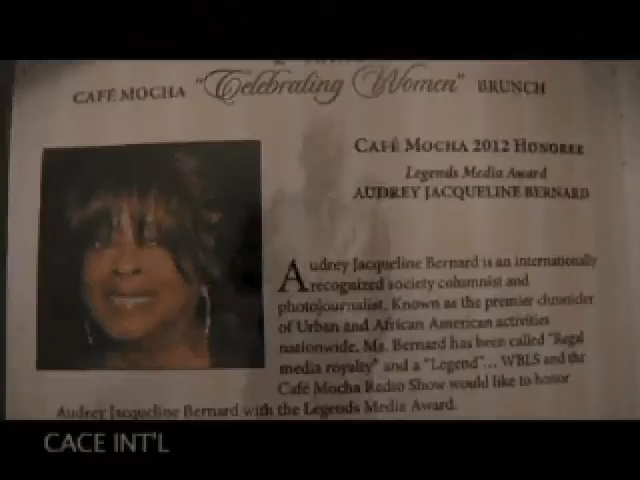 CAFÉ MOCHA "Celebrating Women" BRUNCH
CAFÉ MOCHA 2012 HONOREE
Legends Media Award
AUDREY JACQUELINE BERNARD
Audrey Jacqueline Bernard is an internationally
recognized society columnist and
photojournalist. Known as the premier chronicler
of Urban and African American activities
nationwide, Ms. Bernard has been called "Regal
media royalty" and a "Legend"... WBLS and the
Café Mocha Radio Show would like to honor
Audrey Jacqueline Bernard with the Legends Media Award.
CACE INT'L